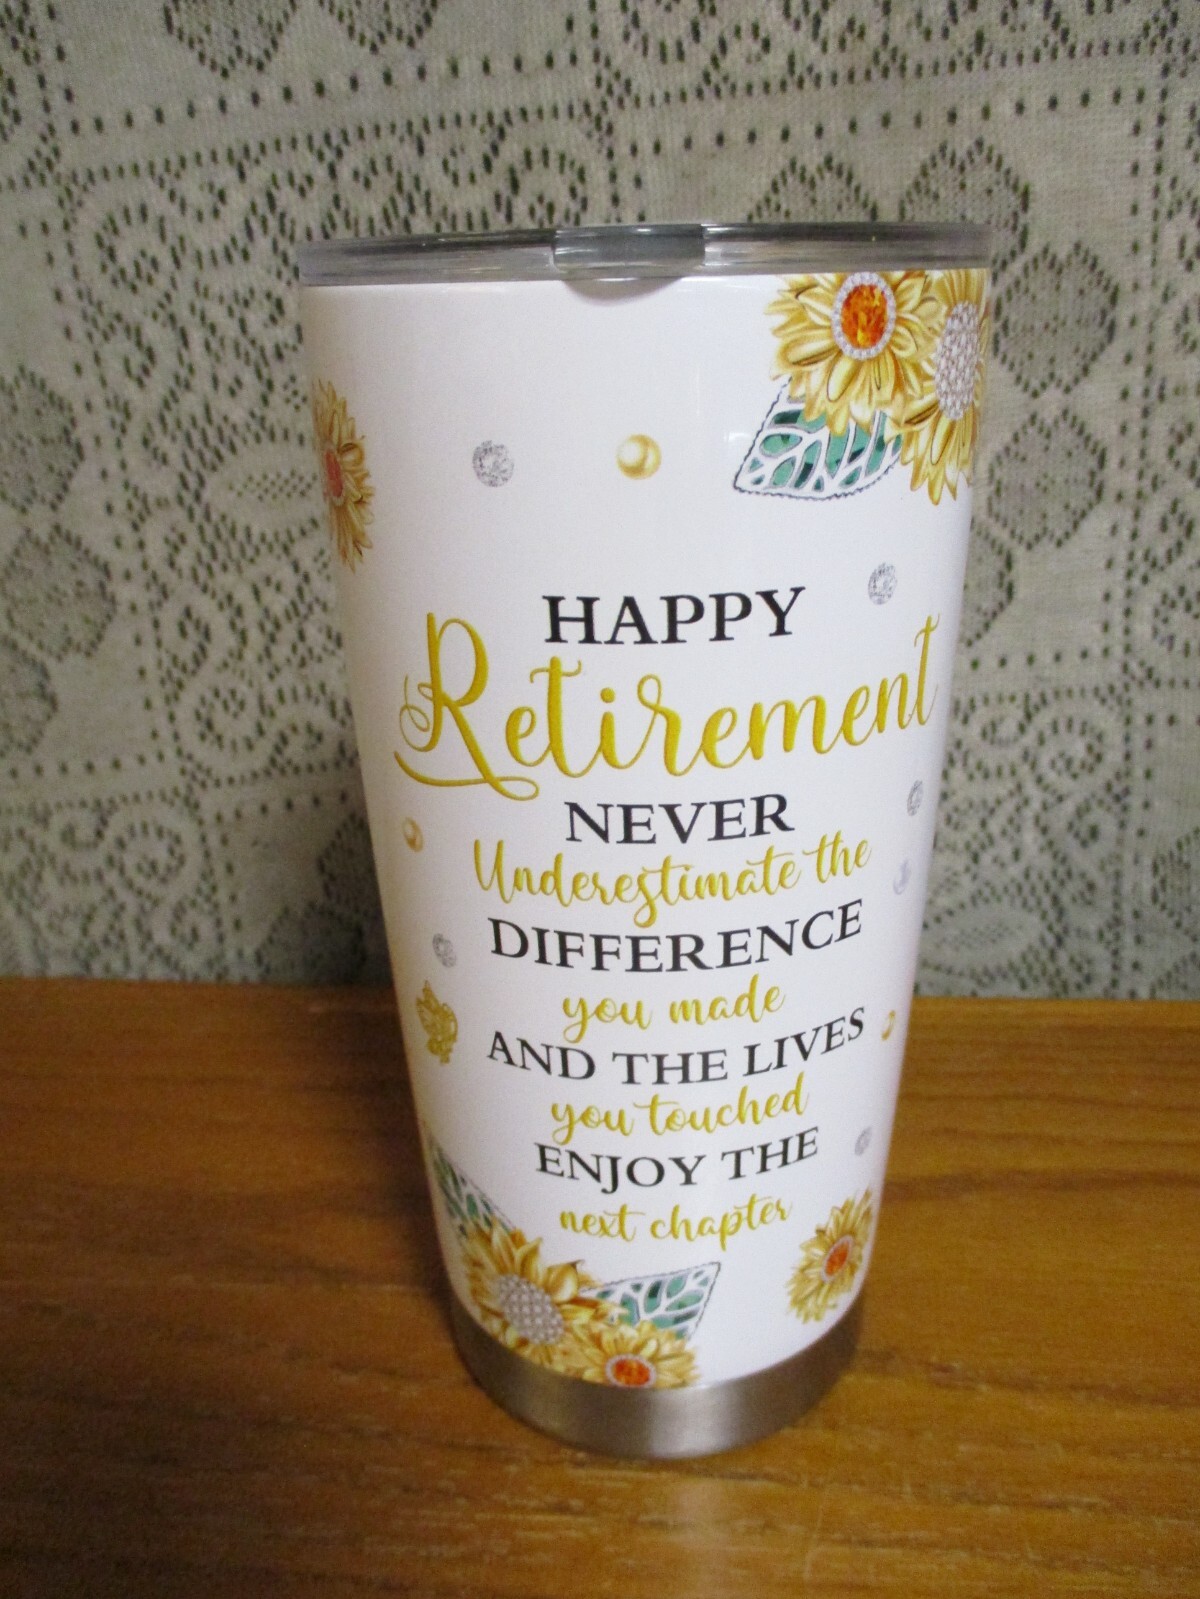 HAPPY
Retirement
NEVER
Underestimate the
DIFFERENCE
you made
AND THE LIVES
you touched
ENJOY THE
next chapter